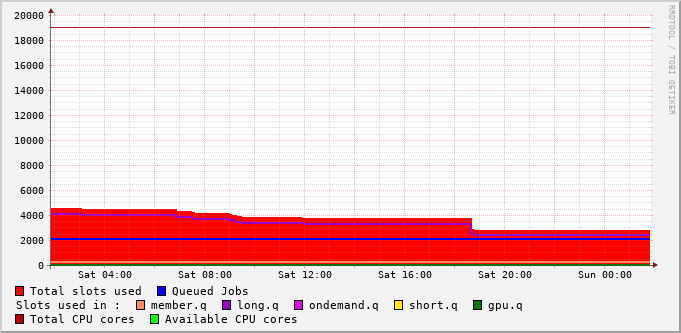 RRDTOOL / TOBI OETIKER
20000
18000
16000
14000
12000
10000
8000
6000
4000
2000
0
Sat 04:00 Sat 08:00 Sat 12:00 Sat 16:00 Sat 20:00 Sun 00:00
Total slots used Queued Jobs
Slots used in : member.q long.q ondemand.q short.q gpu.q
Total CPU cores Available CPU cores